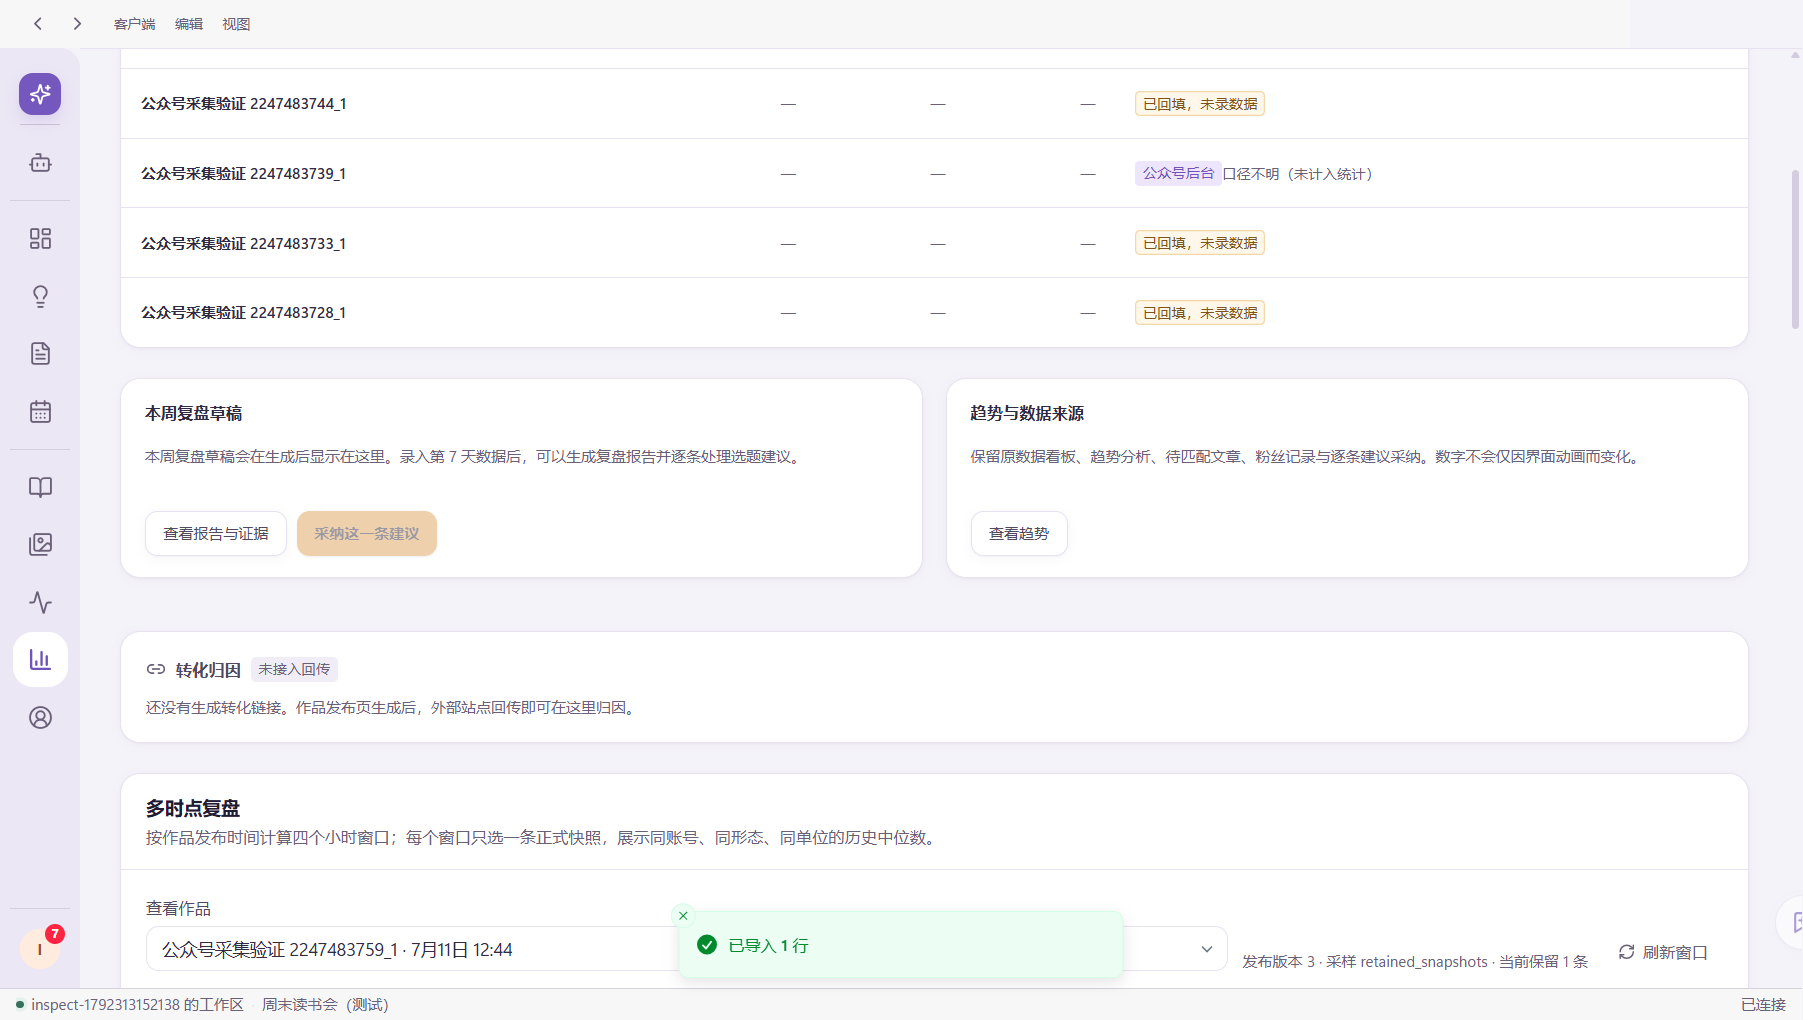 客户端 编辑 视图
公众号采集验证 2247483744_1 — — — 已回填，未录数据
公众号采集验证 2247483739_1 — — — 公众号后台 口径不明（未计入统计）
公众号采集验证 2247483733_1 — — — 已回填，未录数据
公众号采集验证 2247483728_1 — — — 已回填，未录数据
本周复盘草稿
本周复盘草稿会在生成后显示在这里。录入第 7 天数据后，可以生成复盘报告并逐条处理选题建议。
查看报告与证据 采纳这一条建议
趋势与数据来源
保留原数据看板、趋势分析、待匹配文章、粉丝记录与逐条建议采纳。数字不会仅因界面动画而变化。
查看趋势
转化归因 未接入回传
还没有生成转化链接。作品发布页生成后，外部站点回传即可在这里归因。
多时点复盘
按作品发布时间计算四个小时窗口；每个窗口只选一条正式快照，展示同账号、同形态、同单位的历史中位数。
查看作品
公众号采集验证 2247483759_1 · 7月11日 12:44
已导入 1 行
发布版本 3 · 采样 retained_snapshots · 当前保留 1 条
刷新窗口
I 7
inspect-1792313152138 的工作区 · 周末读书会（测试）
已连接